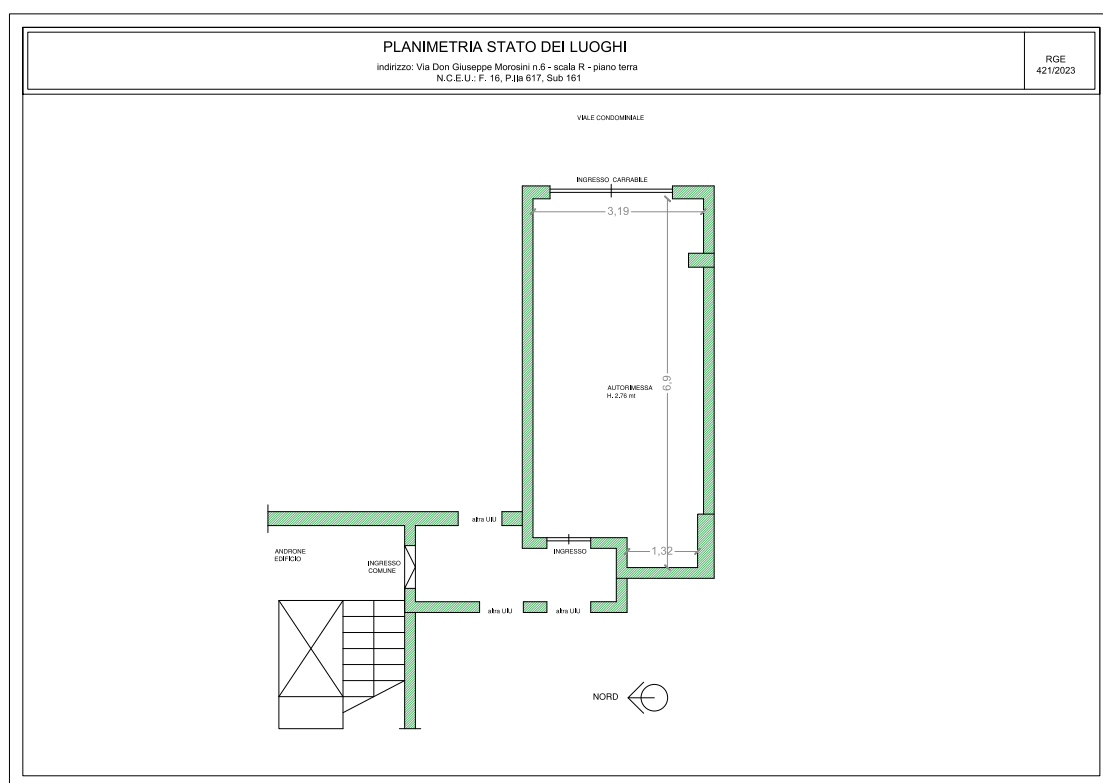 PLANIMETRIA STATO DEI LUOGHI
indirizzo: Via Don Giuseppe Morosini n.6 - scala R - piano terra
N.C.E.U.: F. 16, P.lla 617, Sub 161
RGE
421/2023
VIALE CONDOMINIALE
INGRESSO CARRABILE
3,19
AUTORIMESSA
H. 2.76 mt
6,9
altra UIU
ANDRONE
EDIFICIO
INGRESSO
COMUNE
INGRESSO
1,32
altra UIU
altra UIU
NORD